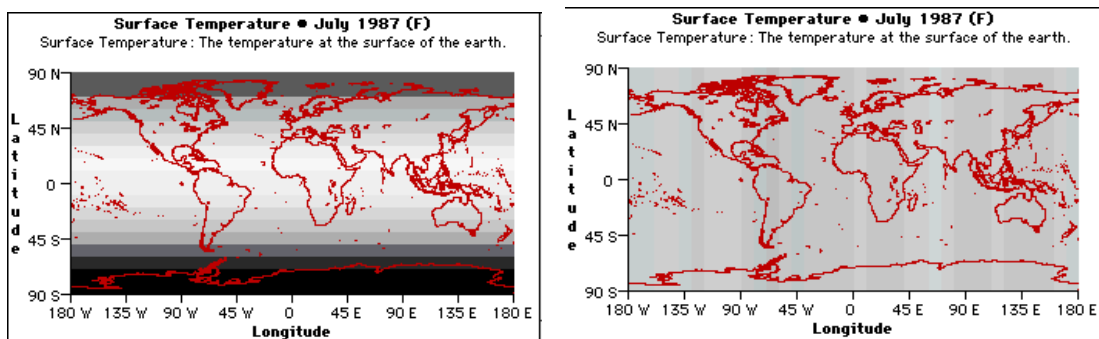 Surface Temperature ● July 1987 (F)
Surface Temperature: The temperature at the surface of the earth.
90 N
45 N
0
45 S
90 S
Latitude
180 W 135 W 90 W 45 W 0 45 E 90 E 135 E 180 E
Longitude
Surface Temperature ● July 1987 (F)
Surface Temperature: The temperature at the surface of the earth.
90 N
45 N
0
45 S
90 S
Latitude
180 W 135 W 90 W 45 W 0 45 E 90 E 135 E 180 E
Longitude